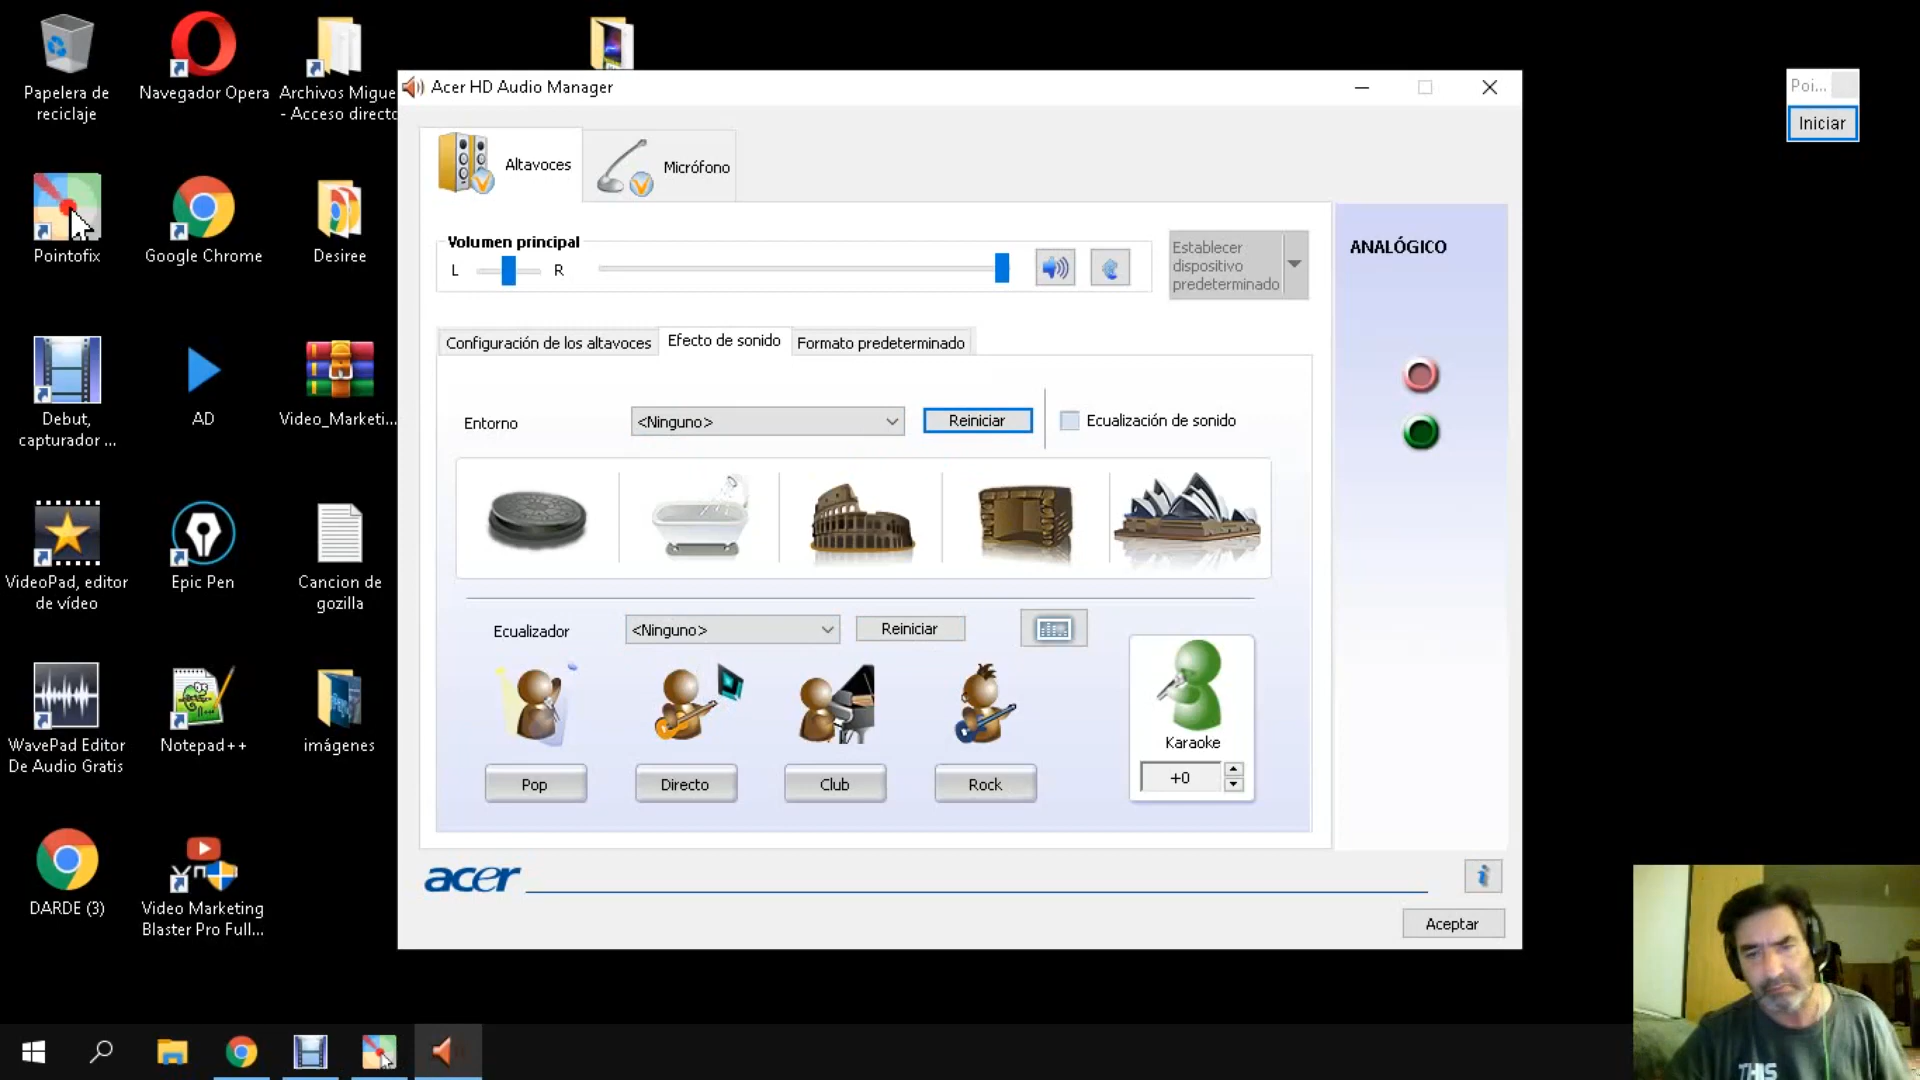 Papelera de
reciclaje
Navegador Opera
Archivos Migue
- Acceso directo
Pointofix
Google Chrome
Desiree
Debut,
capturador ...
AD
Video_Marketi...
VideoPad, editor
de vídeo
Epic Pen
Cancion de
gozilla
WavePad Editor
De Audio Gratis
Notepad++
imágenes
DARDE (3)
Video Marketing
Blaster Pro Full...
Acer HD Audio Manager
Altavoces
Micrófono
Volumen principal
L
R
Establecer
dispositivo
predeterminado
ANALÓGICO
Configuración de los altavoces
Efecto de sonido
Formato predeterminado
Entorno
<Ninguno>
Reiniciar
Ecualización de sonido
Ecualizador
<Ninguno>
Reiniciar
Pop
Directo
Club
Rock
Karaoke
+0
acer
Aceptar
Poi...
Iniciar
THIS